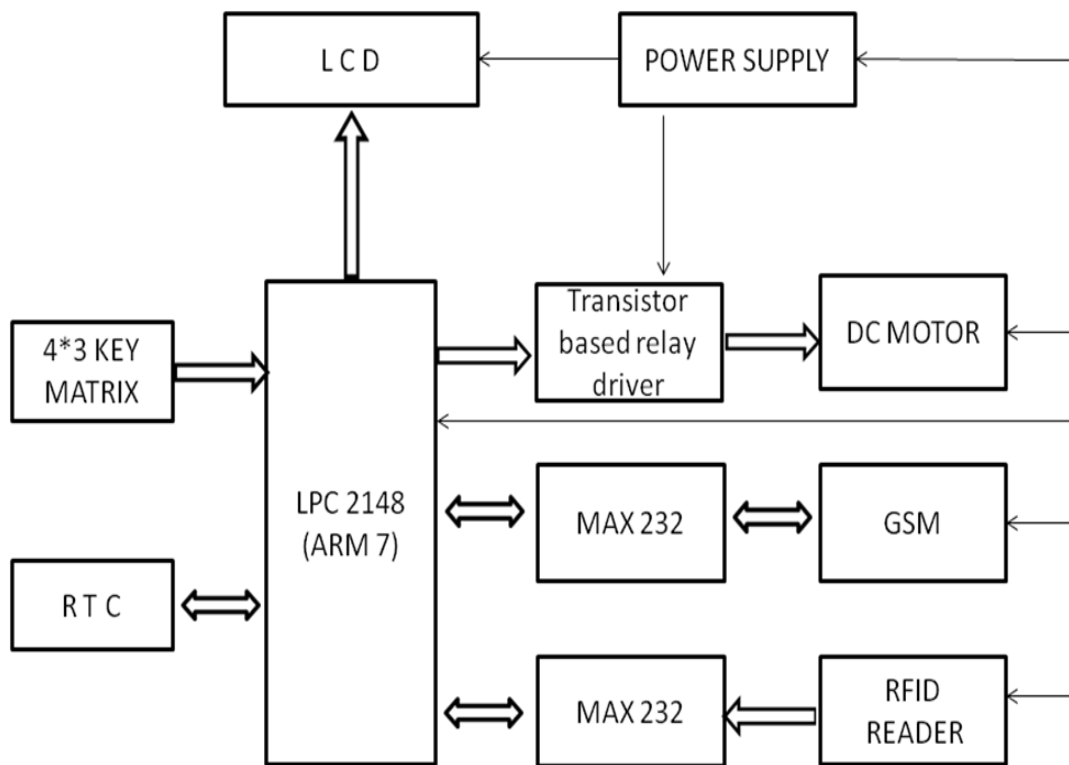 L C D
POWER SUPPLY
Transistor
based relay
driver
DC MOTOR
4*3 KEY
MATRIX
LPC 2148
(ARM 7)
MAX 232
GSM
R T C
MAX 232
RFID
READER